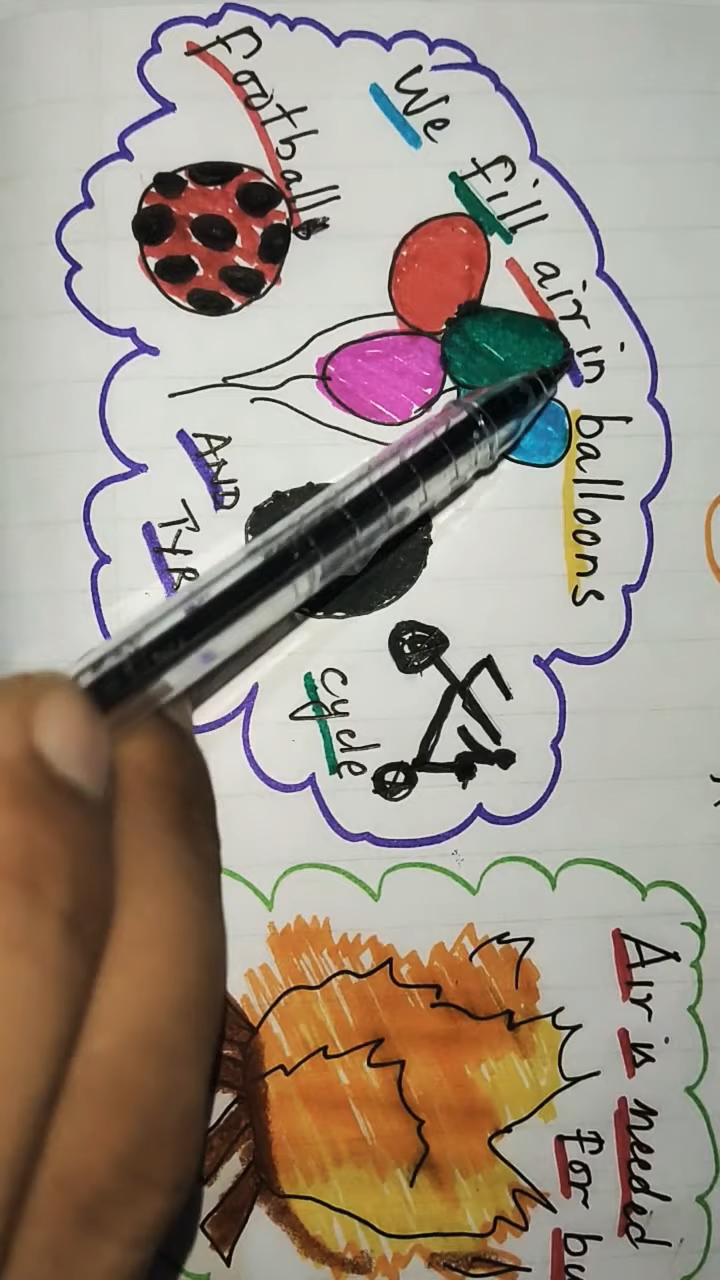 We fill air in balloons
football
AND
cycle
Air is needed
for